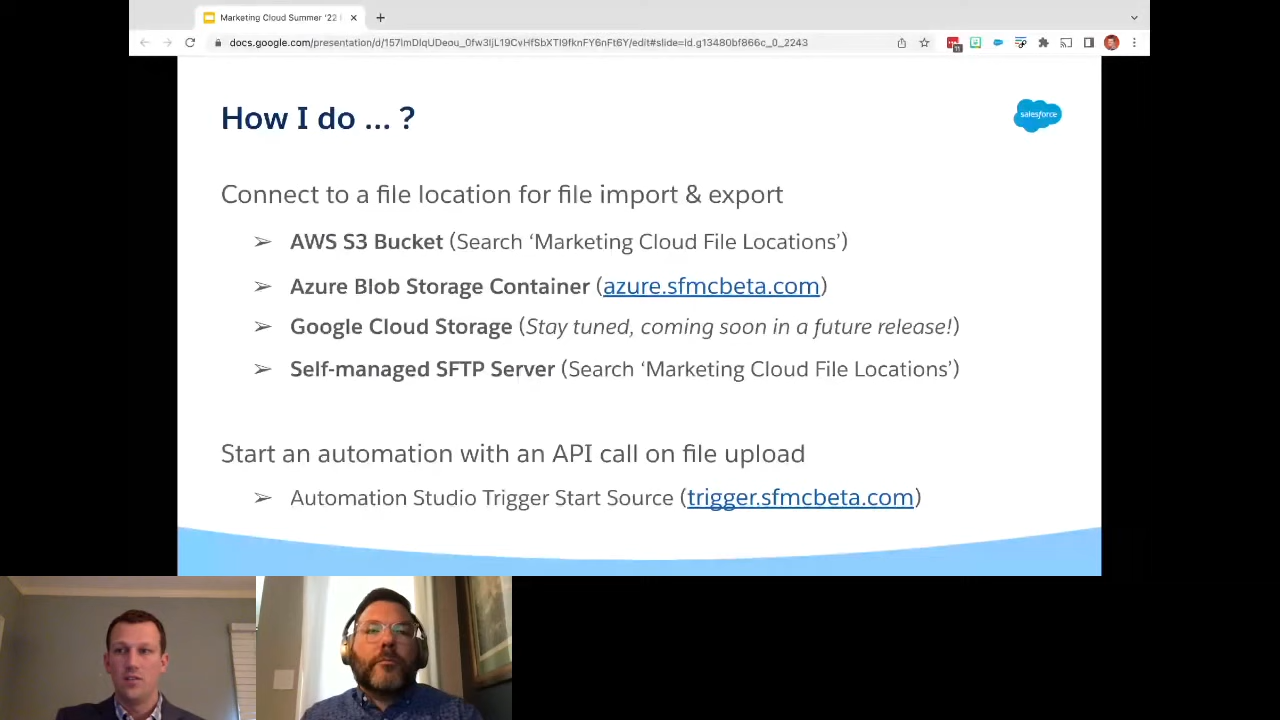 Marketing Cloud Summer '22
docs.google.com/presentation/d/157lmDlqUDeou_0fw3ljL19CvHfSbXTI9fknFY6nFt6Y/edit#slide=id.g13480bf866c_0_2243
11
How I do ... ?
salesforce
Connect to a file location for file import & export
➢ AWS S3 Bucket (Search ‘Marketing Cloud File Locations’)
➢ Azure Blob Storage Container (azure.sfmcbeta.com)
➢ Google Cloud Storage (Stay tuned, coming soon in a future release!)
➢ Self-managed SFTP Server (Search ‘Marketing Cloud File Locations’)
Start an automation with an API call on file upload
➢ Automation Studio Trigger Start Source (trigger.sfmcbeta.com)